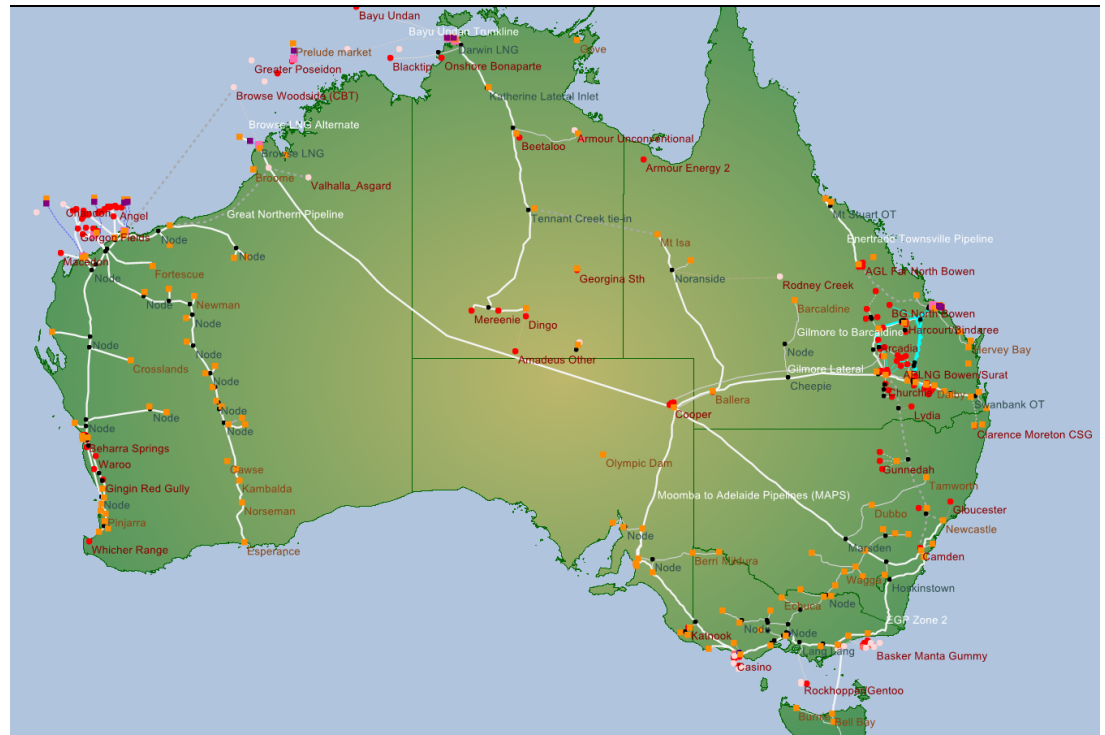 Bayu Undan
Bayu Undan Trunkline
Prelude market
Darwin LNG
Gove
Greater Poseidon
Blacktip
Onshore Bonaparte
Browse Woodside (CBT)
Katherine Lateral Inlet
Browse LNG Alternate
Beetaloo
Armour Unconventional
Browse LNG
Armour Energy 2
Broome
Valhalla_Asgard
Angel
Great Northern Pipeline
Tennant Creek tie-in
Mt Stuart OT
Gorgon Fields
Node
Mt Isa
Enertrade Townsville Pipeline
Macedon
Node
Node
Fortescue
Georgina Sth
Noranside
AGL Far North Bowen
Rodney Creek
Node
Newman
Barcaldine
BG North Bowen
Mereenie
Dingo
Node
Gilmore to Barcaldine
Harcourt/Bindaree
Node
Amadeus Other
Node
Arcadia
Hervey Bay
Crosslands
Gilmore Lateral
APLNG Bowen/Surat
Node
Cheepie
Ballera
Churchie
Dalby
Swanbank OT
Node
Cooper
Lydia
Node
Node
Clarence Moreton CSG
Beharra Springs
Olympic Dam
Waroo
Cawse
Gunnedah
Gingin Red Gully
Kambalda
Moomba to Adelaide Pipelines (MAPS)
Tamworth
Node
Norseman
Dubbo
Gloucester
Pinjarra
Newcastle
Whicher Range
Esperance
Node
Marsden
Camden
Node
Berri Mildura
Wagga
Honkinstown
Echuca
Node
EGP Zone 2
Katnook
Node
Node
Lang Lang
Basker Manta Gummy
Casino
Rockhopper/Gentoo
Burnie
Bell Bay